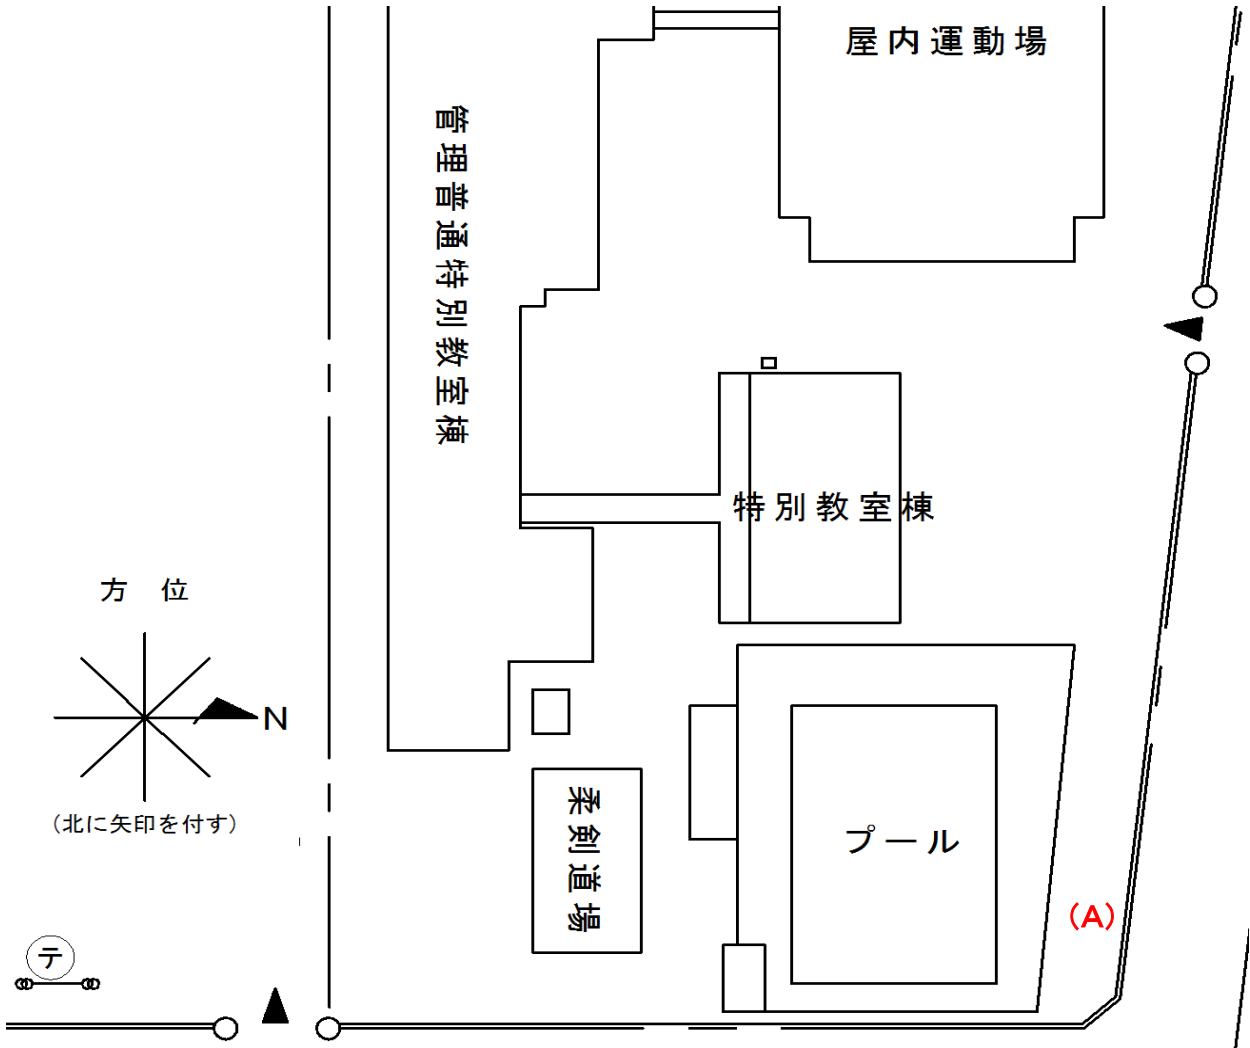 屋内運動場
管理普通特別教室棟
特別教室棟
方 位
N
(北に矢印を付す)
柔剣道場
プール
(A)
テ